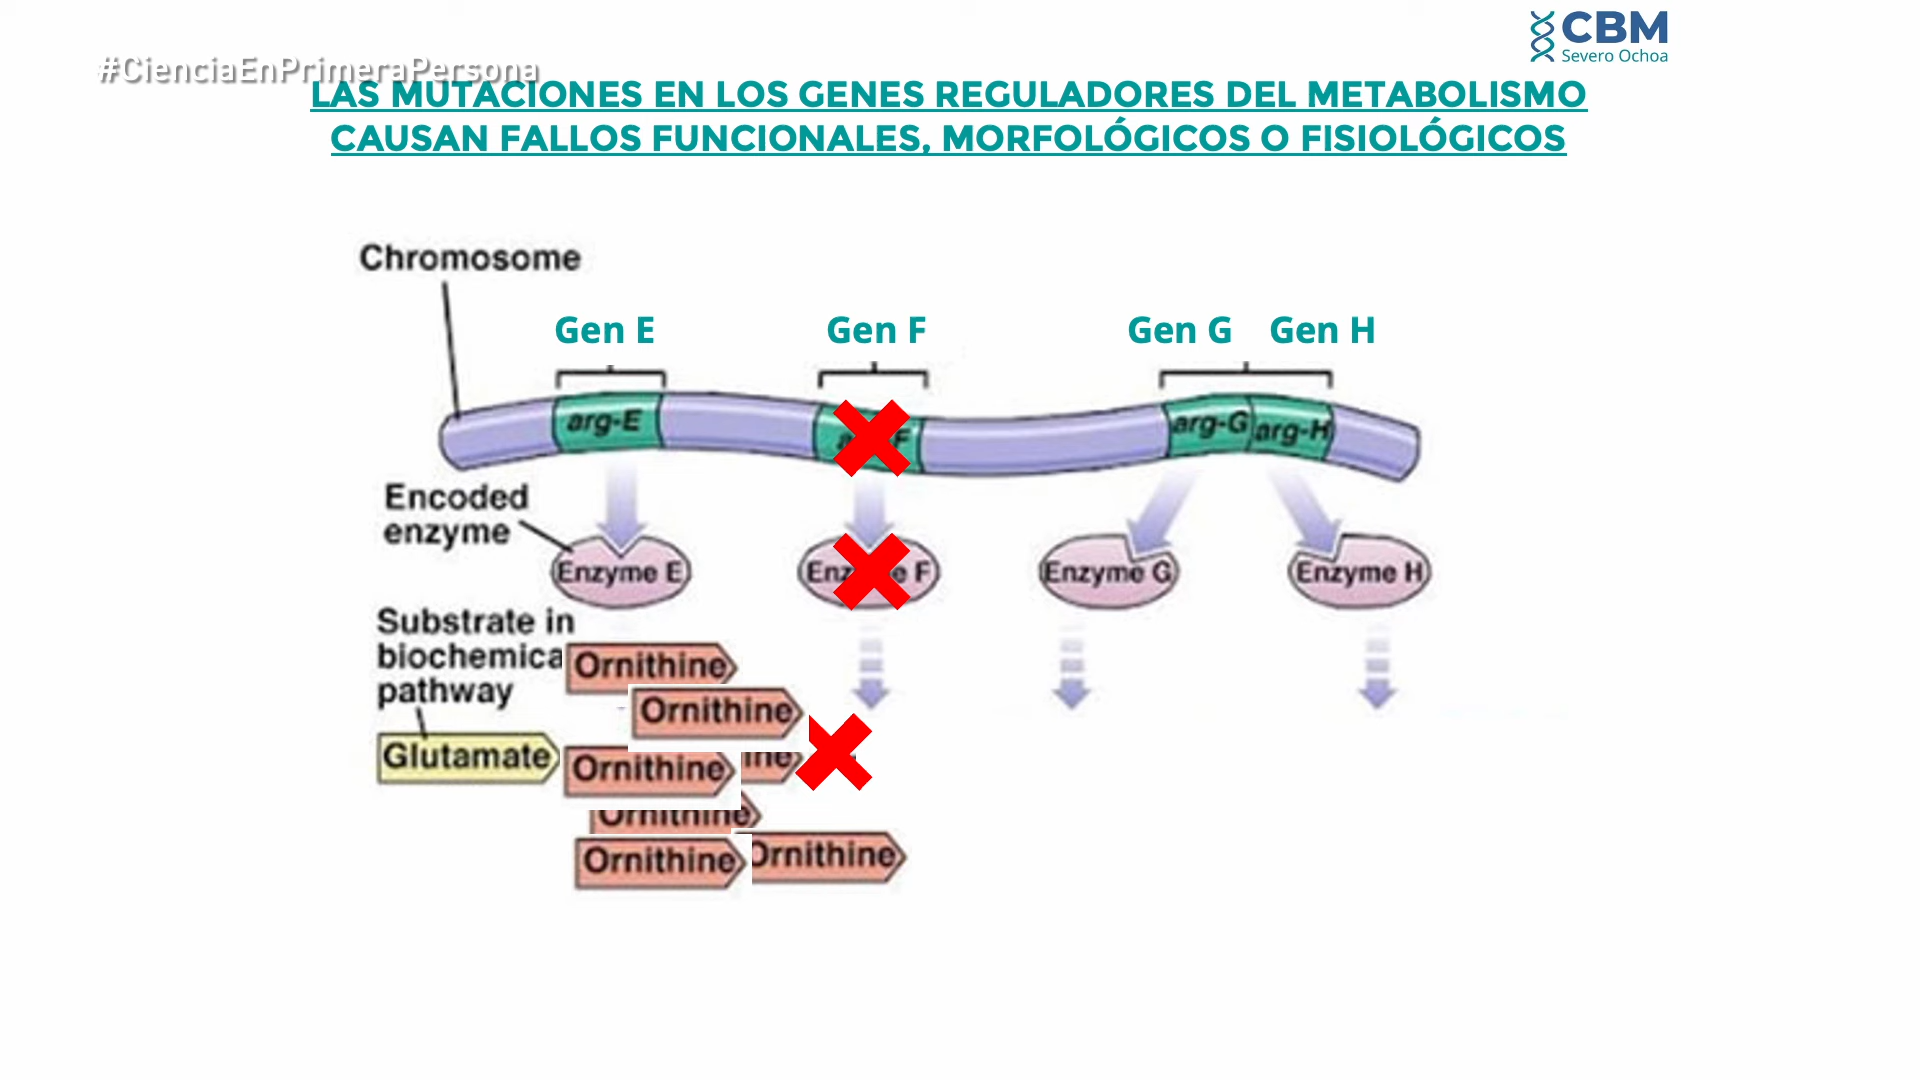 CBM
Severo Ochoa
#CienciaEnPrimeraPersona
LAS MUTACIONES EN LOS GENES REGULADORES DEL METABOLISMO
CAUSAN FALLOS FUNCIONALES, MORFOLÓGICOS O FISIOLÓGICOS
Chromosome
Gen E
Gen F
Gen G
Gen H
arg-E
arg-G
arg-H
Encoded
enzyme
Enzyme E
Enzyme G
Enzyme H
Substrate in
biochemica
pathway
Ornithine
Ornithine
Glutamate
Ornithine
Ornithine
Ornithine
Ornithine